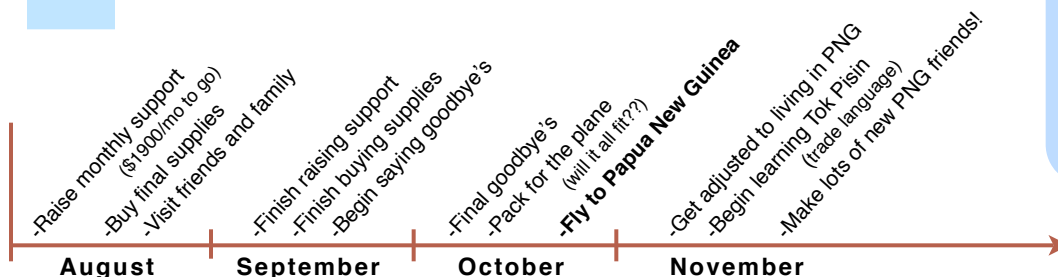 -Raise monthly support
($1900/mo to go)
-Buy final supplies
-Visit friends and family
-Finish raising support
-Finish buying supplies
-Begin saying goodbye's
-Final goodbye's
-Pack for the plane
(will it all fit??)
-Fly to Papua New Guinea
-Get adjusted to living in PNG
-Begin learning Tok Pisin
(trade language)
-Make lots of new PNG friends!
August
September
October
November